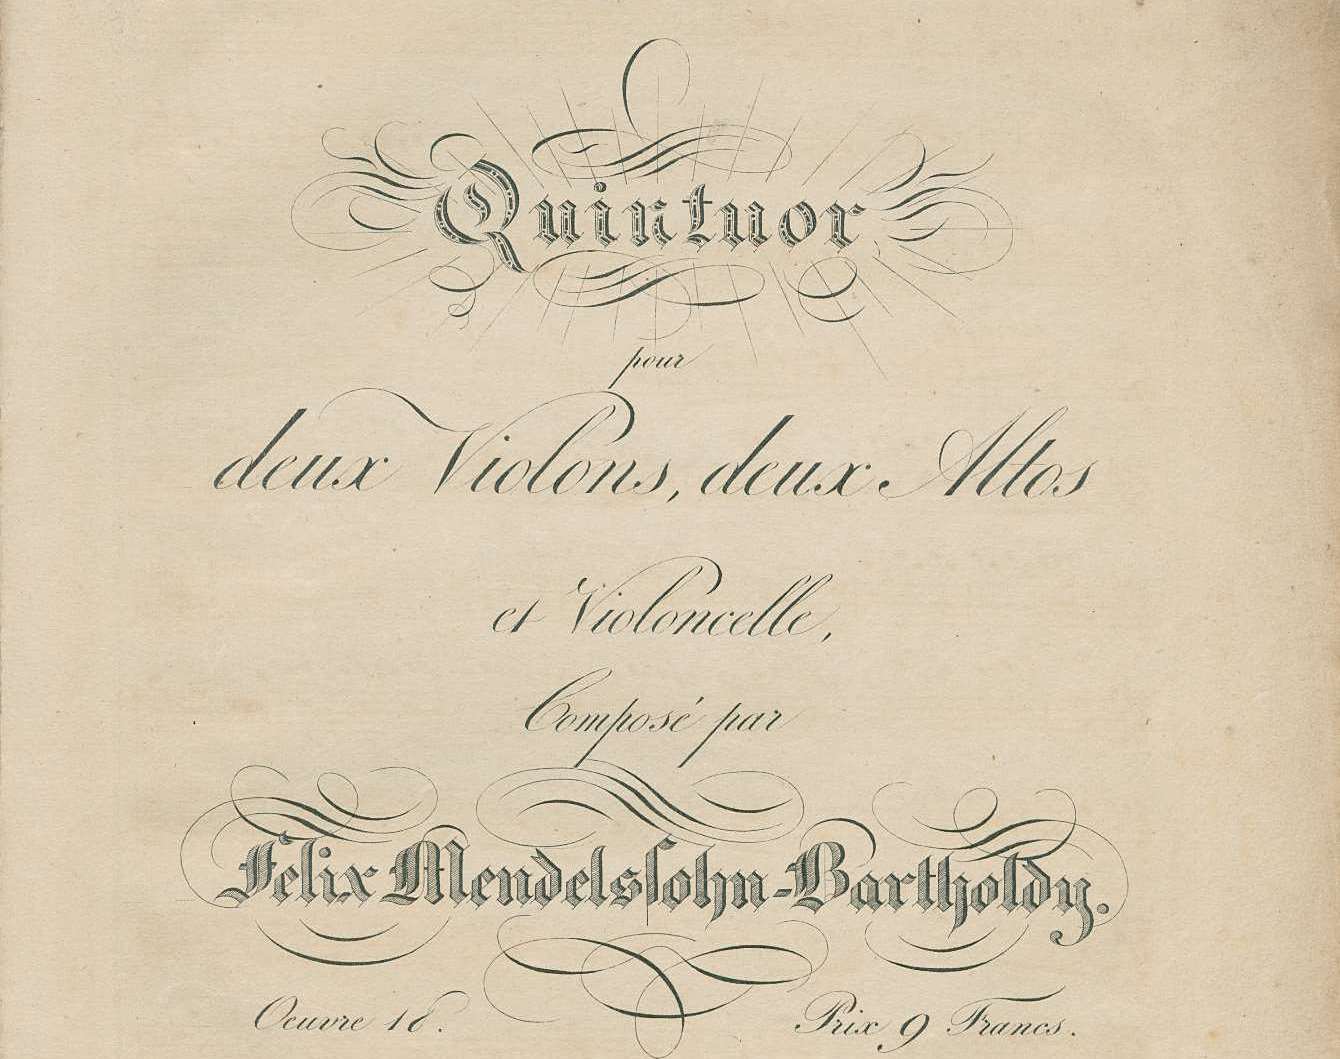 Quintuor
pour
deux Violons, deux Altos
et Violoncelle,
Composé par
Felix Mendelsſohn-Bartholdy.
Oeuvre 18.
Prix 9 Francs.